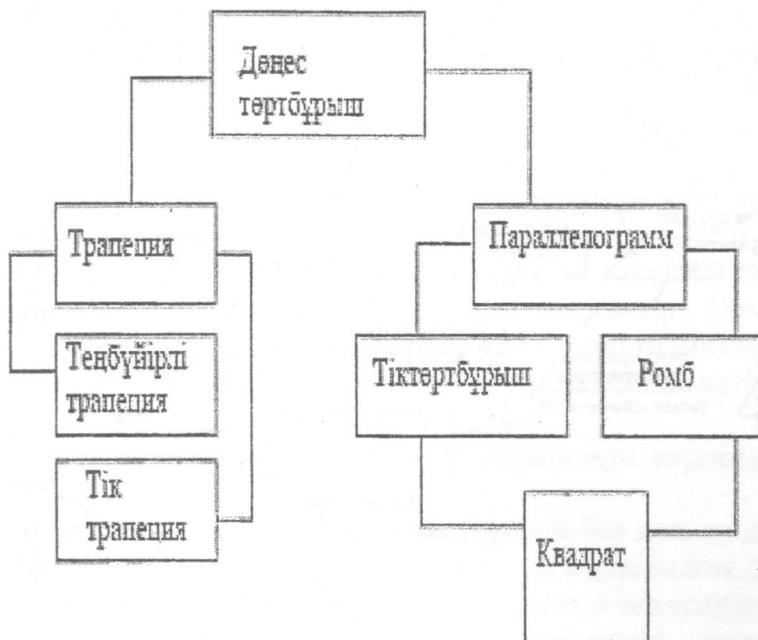 Дөңес
төртбұрыш
Трапеция
Параллелограмм
Теңбүйірлі
трапеция
Тіктөртбұрыш
Ромб
Тік
трапеция
Квадрат